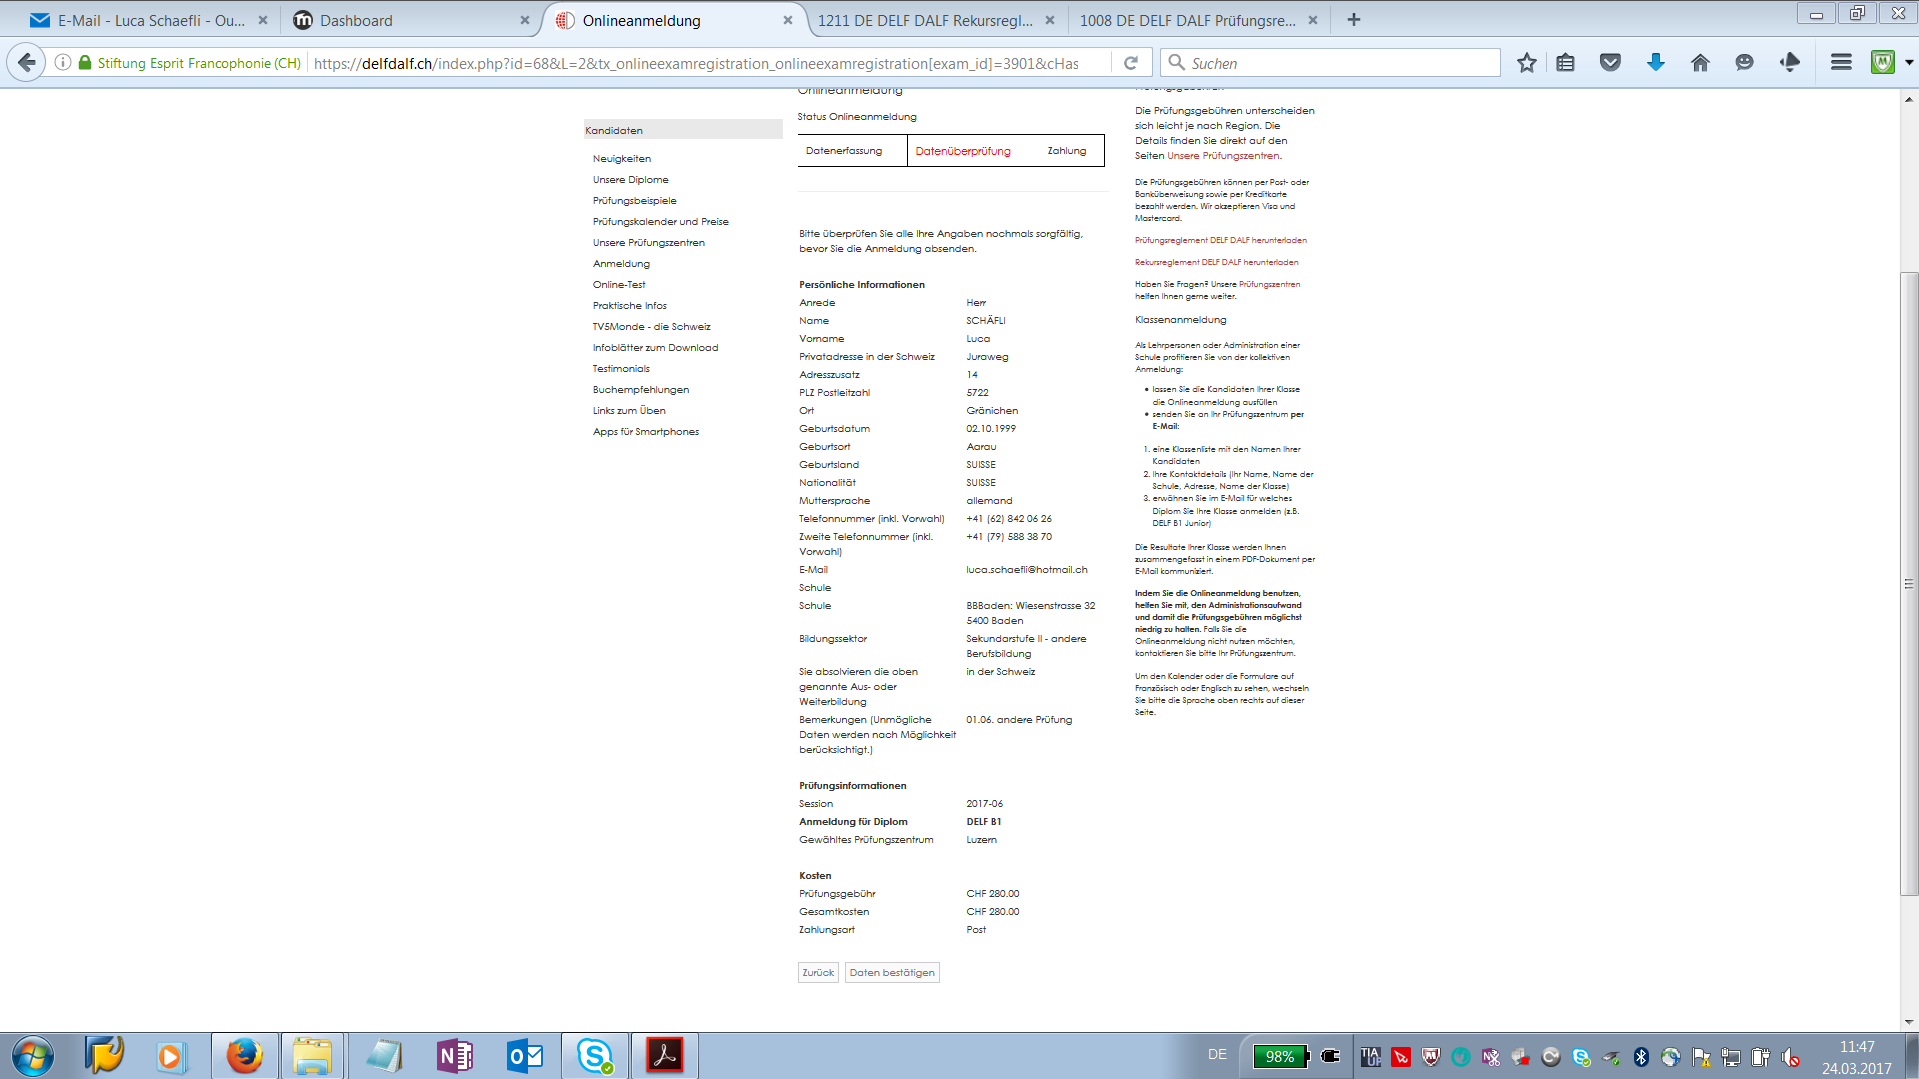 E-Mail - Luca Schaefli - Ou...
Dashboard
Onlineanmeldung
1211 DE DELF DALF Rekursregl...
1008 DE DELF DALF Prüfungsre...
Stiftung Esprit Francophonie (CH)
https://delfdalf.ch/index.php?id=68&L=2&tx_onlineexamregistration_onlineexamregistration[exam_id]=3901&cHas
Suchen
Kandidaten
Neuigkeiten
Unsere Diplome
Prüfungsbeispiele
Prüfungskalender und Preise
Unsere Prüfungszentren
Anmeldung
Online-Test
Praktische Infos
TV5Monde - die Schweiz
Infoblätter zum Download
Testimonials
Buchempfehlungen
Links zum Üben
Apps für Smartphones
Onlineanmeldung
Status Onlineanmeldung
Datenerfassung Datenüberprüfung Zahlung
Bitte überprüfen Sie alle Ihre Angaben nochmals sorgfältig,
bevor Sie die Anmeldung absenden.
Persönliche Informationen
Anrede Herr
Name SCHÄFLI
Vorname Luca
Privatadresse in der Schweiz Juraweg
Adresszusatz 14
PLZ Postleitzahl 5722
Ort Gränichen
Geburtsdatum 02.10.1999
Geburtsort Aarau
Geburtsland SUISSE
Nationalität SUISSE
Muttersprache allemand
Telefonnummer (inkl. Vorwahl) +41 (62) 842 06 26
Zweite Telefonnummer (inkl. +41 (79) 588 38 70
Vorwahl)
E-Mail luca.schaefli@hotmail.ch
Schule
Schule BBBaden: Wiesenstrasse 32
5400 Baden
Bildungssektor Sekundarstufe II - andere
Berufsbildung
Sie absolvieren die oben in der Schweiz
genannte Aus- oder
Weiterbildung
Bemerkungen (Unmögliche 01.06. andere Prüfung
Daten werden nach Möglichkeit
berücksichtigt.)
Prüfungsinformationen
Session 2017-06
Anmeldung für Diplom DELF B1
Gewähltes Prüfungszentrum Luzern
Kosten
Prüfungsgebühr CHF 280.00
Gesamtkosten CHF 280.00
Zahlungsart Post
Zurück Daten bestätigen
Prüfungsgebühren
Die Prüfungsgebühren unterscheiden
sich leicht je nach Region. Die
Details finden Sie direkt auf den
Seiten Unsere Prüfungszentren.
Die Prüfungsgebühren können per Post- oder
Banküberweisung sowie per Kreditkarte
bezahlt werden. Wir akzeptieren Visa und
Mastercard.
Prüfungsreglement DELF DALF herunterladen
Rekursreglement DELF DALF herunterladen
Haben Sie Fragen? Unsere Prüfungszentren
helfen Ihnen gerne weiter.
Klassenanmeldung
Als Lehrpersonen oder Administration einer
Schule profitieren Sie von der kollektiven
Anmeldung:
• lassen Sie die Kandidaten Ihrer Klasse
die Onlineanmeldung ausfüllen
• senden Sie an Ihr Prüfungszentrum per
E-Mail:
1. eine Klassenliste mit den Namen Ihrer
Kandidaten
2. Ihre Kontaktdetails (Ihr Name, Name der
Schule, Adresse, Name der Klasse)
3. erwähnen Sie im E-Mail für welches
Diplom Sie Ihre Klasse anmelden (z.B.
DELF B1 Junior)
Die Resultate Ihrer Klasse werden Ihnen
zusammengefasst in einem PDF-Dokument per
E-Mail kommuniziert.
Indem Sie die Onlineanmeldung benutzen,
helfen Sie mit, den Administrationsaufwand
und damit die Prüfungsgebühren möglichst
niedrig zu halten. Falls Sie die
Onlineanmeldung nicht nutzen möchten,
kontaktieren Sie bitte Ihr Prüfungszentrum.
Um den Kalender oder die Formulare auf
Französisch oder Englisch zu sehen, wechseln
Sie bitte die Sprache oben rechts auf dieser
Seite.
DE
98%
11:47
24.03.2017